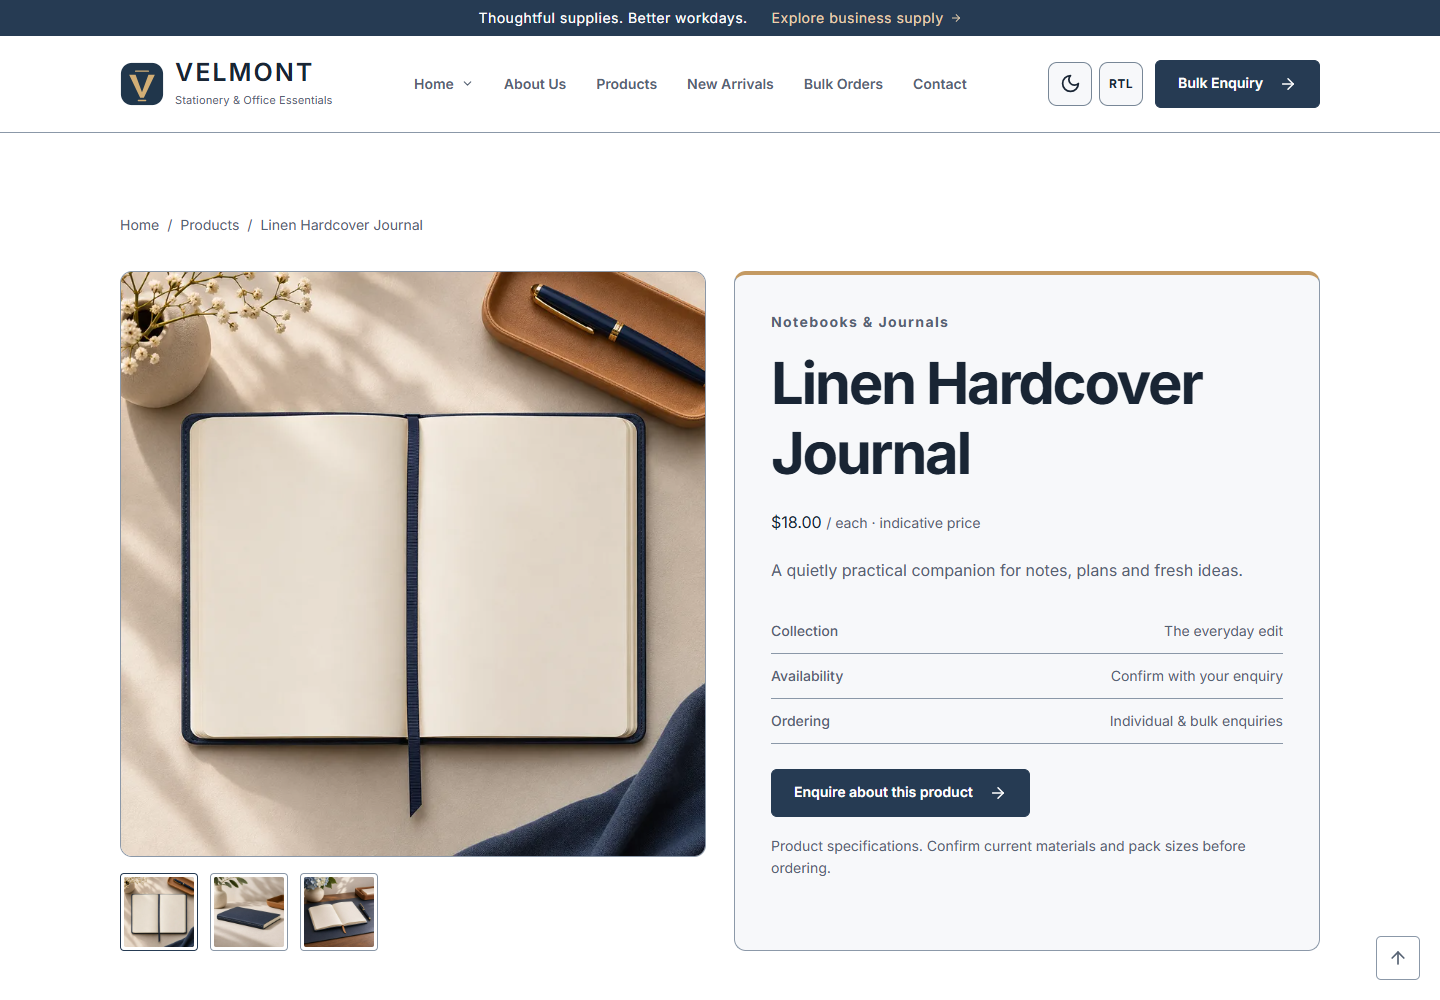 Thoughtful supplies. Better workdays. Explore business supply →
VELMONT
Stationery & Office Essentials
Home About Us Products New Arrivals Bulk Orders Contact
RTL
Bulk Enquiry →
Home / Products / Linen Hardcover Journal
Notebooks & Journals
Linen Hardcover
Journal
$18.00 / each · indicative price
A quietly practical companion for notes, plans and fresh ideas.
Collection The everyday edit
Availability Confirm with your enquiry
Ordering Individual & bulk enquiries
Enquire about this product →
Product specifications. Confirm current materials and pack sizes before
ordering.